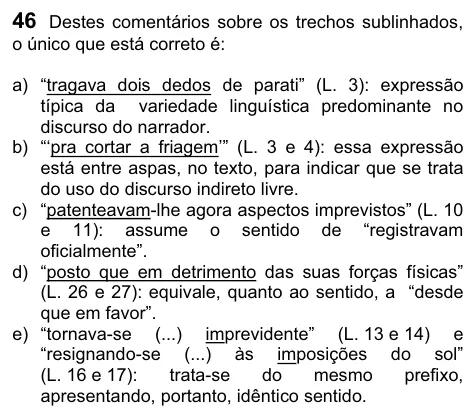 46 Destes comentários sobre os trechos sublinhados,
o único que está correto é:
a) “tragava dois dedos de parati” (L. 3): expressão
típica da variedade linguística predominante no
discurso do narrador.
b) “‘pra cortar a friagem’” (L. 3 e 4): essa expressão
está entre aspas, no texto, para indicar que se trata
do uso do discurso indireto livre.
c) “patenteavam-lhe agora aspectos imprevistos” (L. 10
e 11): assume o sentido de “registravam
oficialmente”.
d) “posto que em detrimento das suas forças físicas”
(L. 26 e 27): equivale, quanto ao sentido, a “desde
que em favor”.
e) “tornava-se (...) imprevidente” (L. 13 e 14) e
“resignando-se (...) às imposições do sol”
(L. 16 e 17): trata-se do mesmo prefixo,
apresentando, portanto, idêntico sentido.